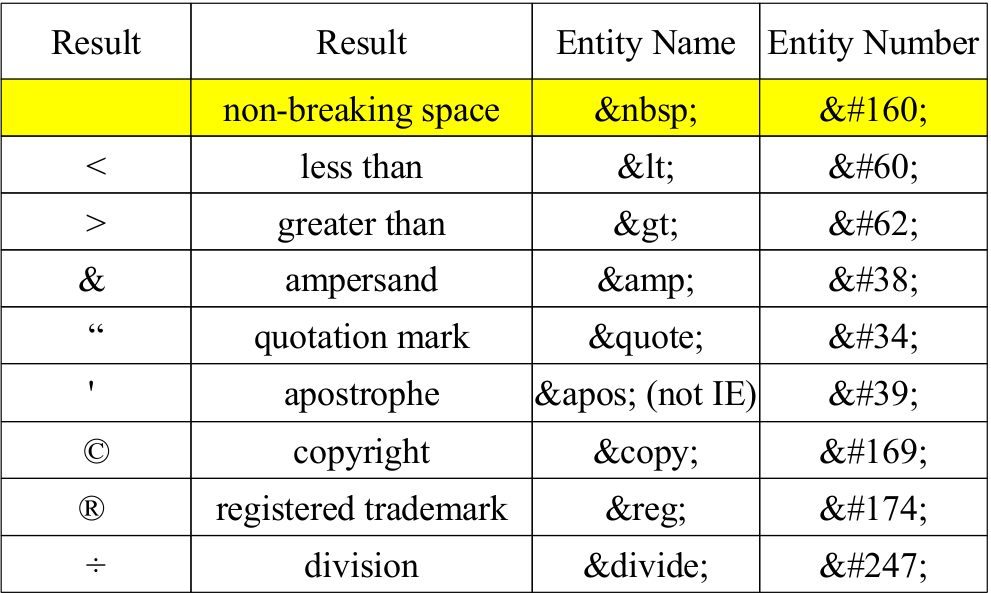 Result Result Entity Name Entity Number
non-breaking space &nbsp; &#160;
< less than &lt; &#60;
> greater than &gt; &#62;
& ampersand &amp; &#38;
“ quotation mark &quote; &#34;
' apostrophe &apos; (not IE) &#39;
© copyright &copy; &#169;
® registered trademark &reg; &#174;
÷ division &divide; &#247;